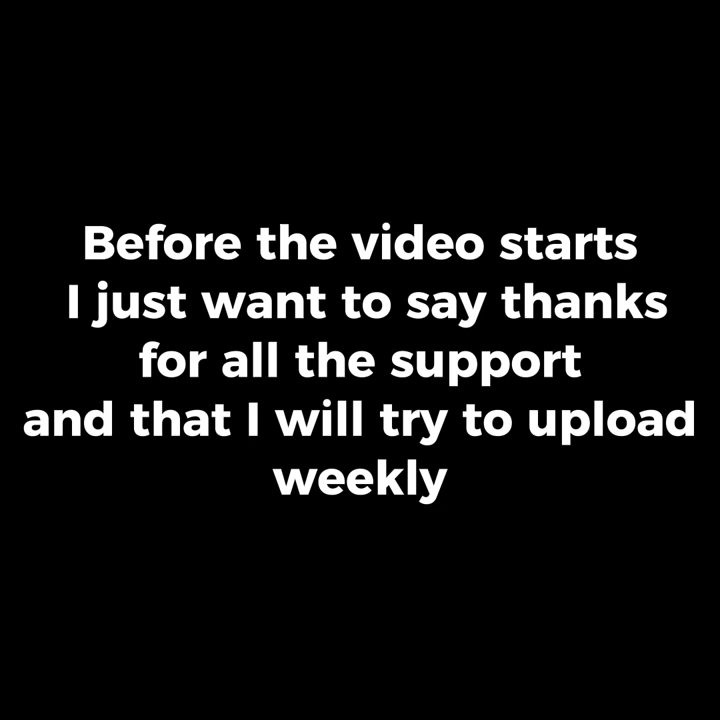 Before the video starts
I just want to say thanks
for all the support
and that I will try to upload
weekly